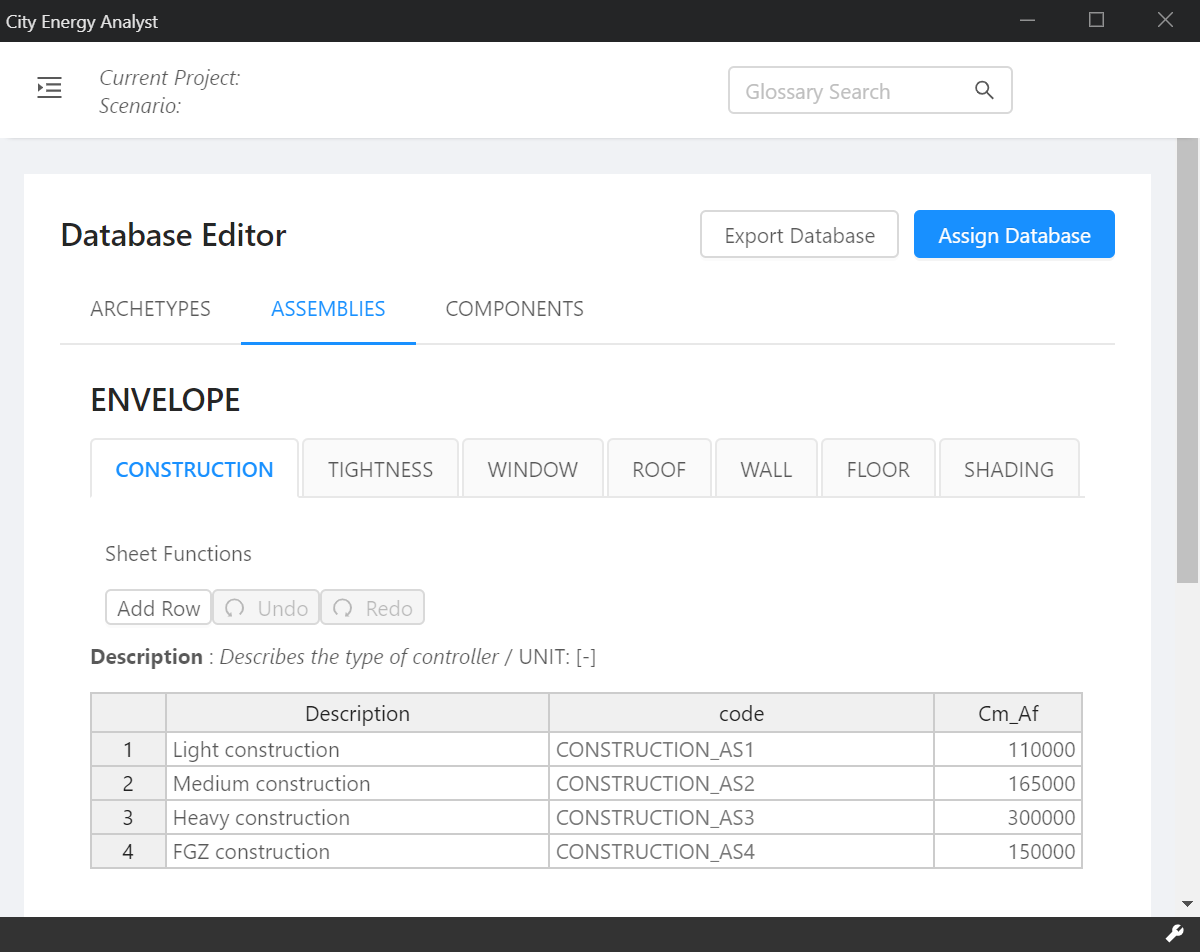 City Energy Analyst
Current Project:
Scenario:
Glossary Search
Database Editor
Export Database
Assign Database
ARCHETYPES ASSEMBLIES COMPONENTS
ENVELOPE
CONSTRUCTION TIGHTNESS WINDOW ROOF WALL FLOOR SHADING
Sheet Functions
Add Row Undo Redo
Description : Describes the type of controller / UNIT: [-]
Description code Cm_Af
1 Light construction CONSTRUCTION_AS1 110000
2 Medium construction CONSTRUCTION_AS2 165000
3 Heavy construction CONSTRUCTION_AS3 300000
4 FGZ construction CONSTRUCTION_AS4 150000